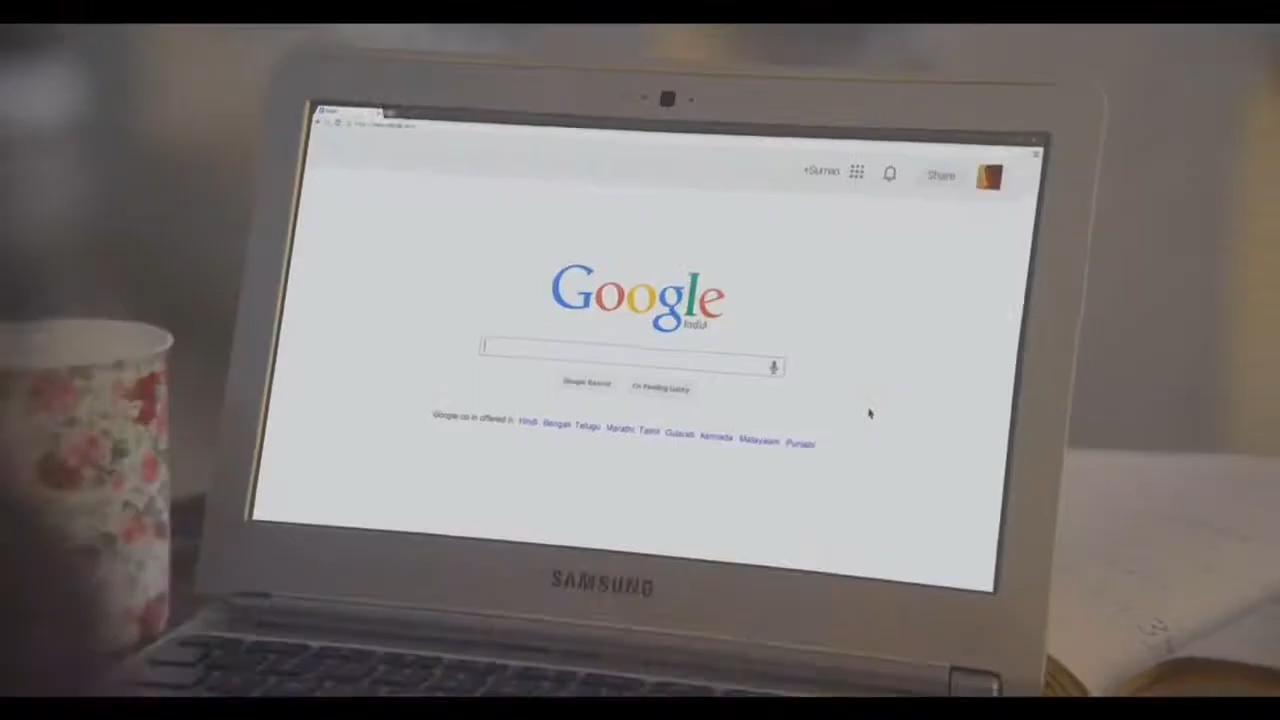 +Suman Share
Google
India
Google Search I'm Feeling Lucky
Google.co.in offered in: Hindi Bengali Telugu Marathi Tamil Gujarati Kannada Malayalam Punjabi
SAMSUNG